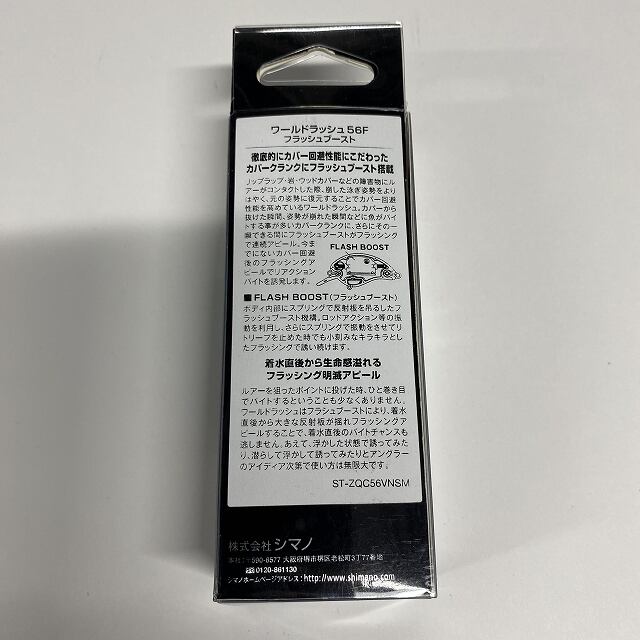 ワールドラッシュ56F
フラッシュブースト
徹底的にカバー回避性能にこだわった
カバークランクにフラッシュブースト搭載
リップラップ・岩・ウッドカバーなどの障害物にル
アーがコンタクトした際、崩した泳ぎ姿勢をより
はやく、元の姿勢に復元することでカバー回避
性能を高めているワールドラッシュ。カバーから
抜けた瞬間、姿勢が崩れた瞬間などに魚がバイ
トする事が多いカバークランクに、さらにその一
瞬できる間にフラッシュブーストがフラッシング
で連続アピール。今ま
でにないカバー回避
後のフラッシングア
ピールでリアクション
バイトを誘発します。
FLASH BOOST
■FLASH BOOST(フラッシュブースト)
ボディ内部にスプリングで反射板を吊るしたフ
ラッシュブースト機構。ロッドアクション等の振
動を利用し、さらにスプリングで振動をさせてリ
トリーブを止めた時でも小刻みなキラキラとし
たフラッシングで誘い続けます。
着水直後から生命感溢れる
フラッシング明滅アピール
ルアーを狙ったポイントに投げた時、ひと巻き目
でバイトするということも少なくありません。
ワールドラッシュはフラシュブーストにより、着水
直後から大きな反射板が揺れフラッシングア
ピールすることで、着水直後のバイトチャンスも
逃しません。あえて、浮かした状態で誘ってみた
り、潜らして浮かして誘ってみたりとアングラー
のアイディア次第で使い方は無限大です。
ST-ZQC56VNSM
株式会社シマノ
本社/〒590-8577 大阪府堺市堺区老松町3丁77番地
0120-861130
シマノホームページアドレス:http://www.shimano.com